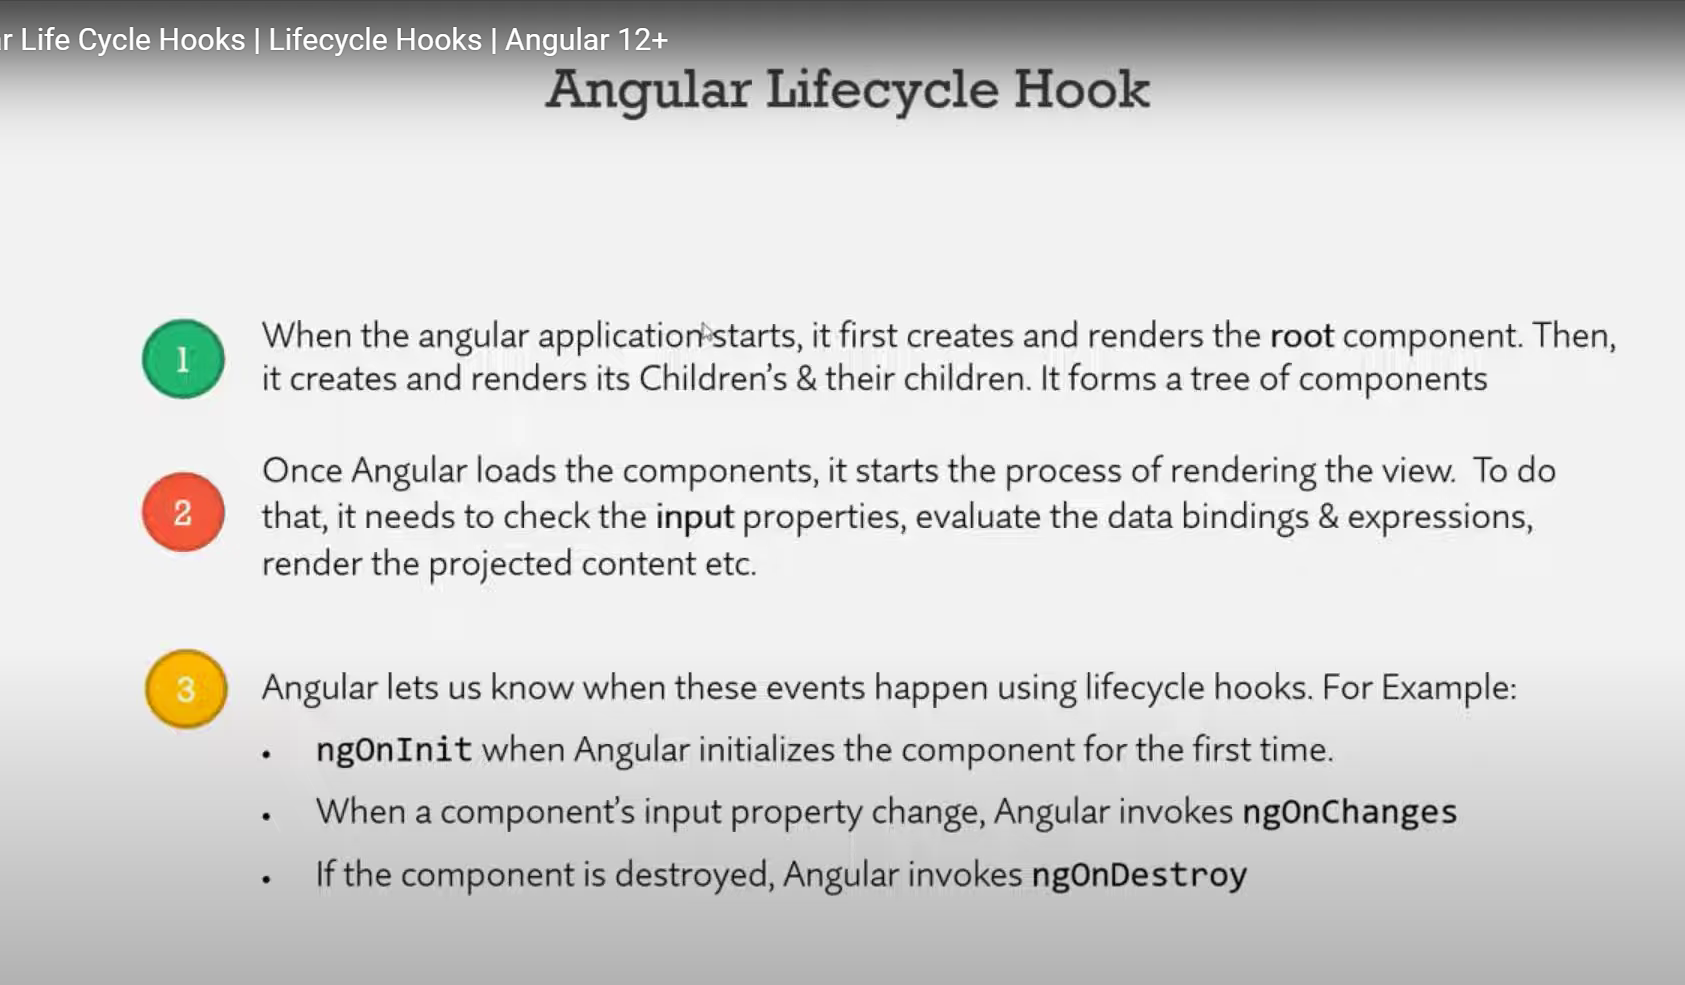 r Life Cycle Hooks | Lifecycle Hooks | Angular 12+
Angular Lifecycle Hook
1
When the angular application starts, it first creates and renders the root component. Then,
it creates and renders its Children's & their children. It forms a tree of components
2
Once Angular loads the components, it starts the process of rendering the view. To do
that, it needs to check the input properties, evaluate the data bindings & expressions,
render the projected content etc.
3
Angular lets us know when these events happen using lifecycle hooks. For Example:
• ngOnInit when Angular initializes the component for the first time.
• When a component's input property change, Angular invokes ngOnChanges
• If the component is destroyed, Angular invokes ngOnDestroy